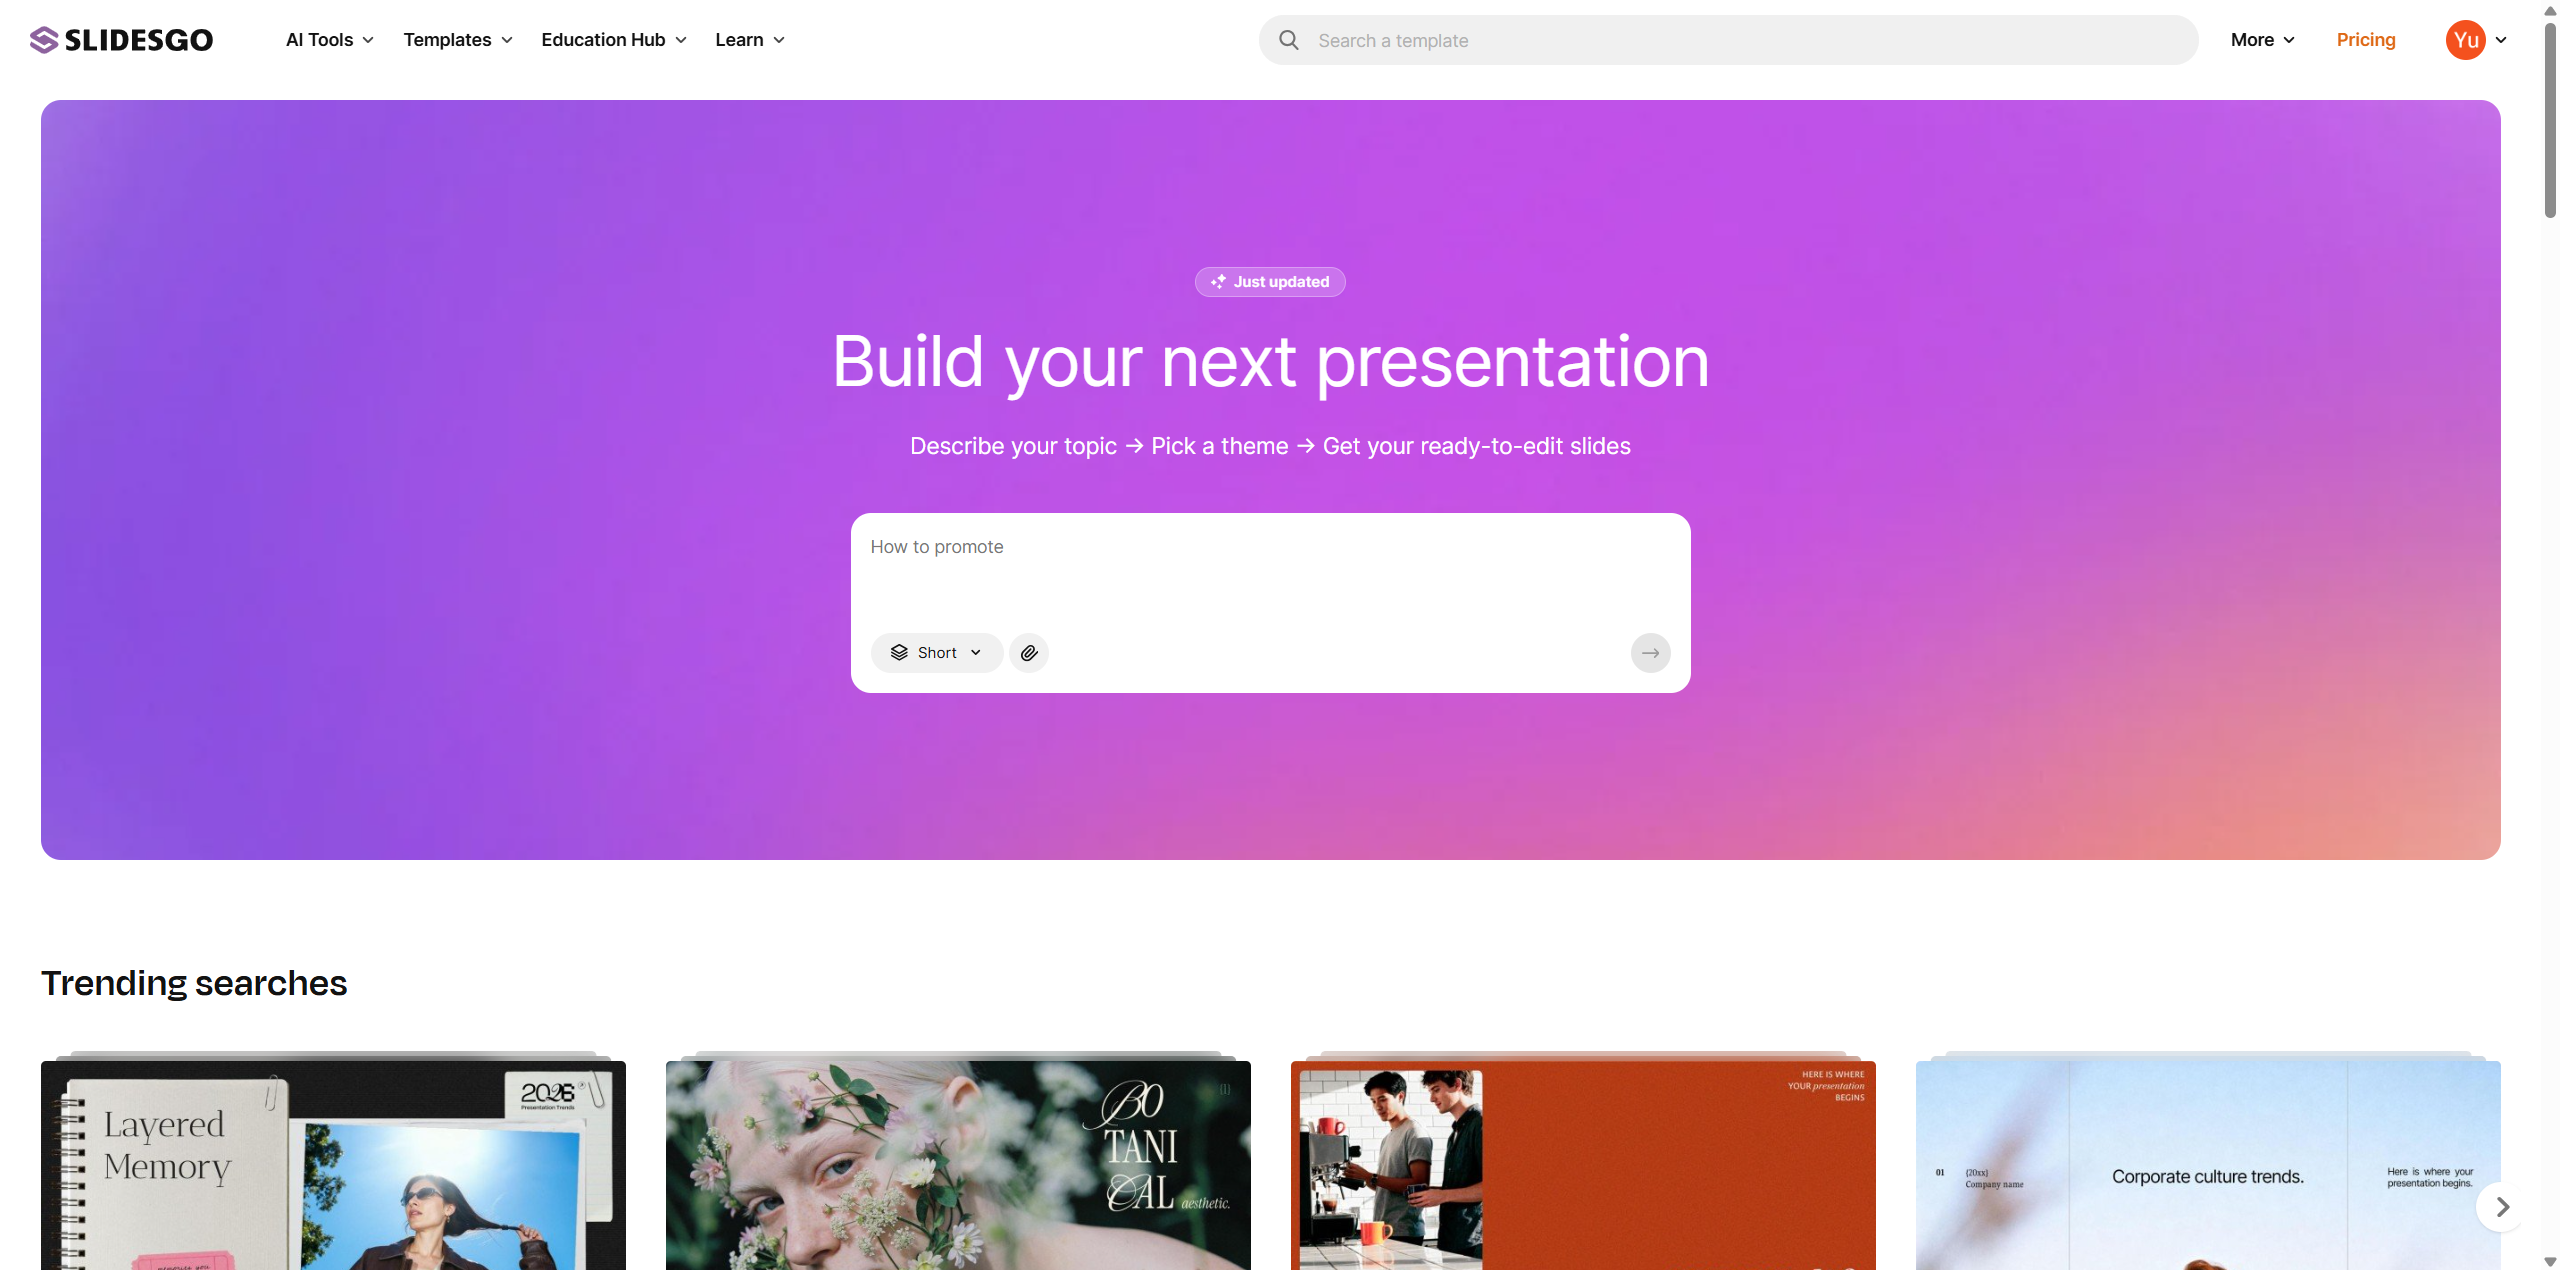 SLIDESGO
AI Tools
Templates
Education Hub
Learn
Search a template
More
Pricing
Yu
Just updated
Build your next presentation
Describe your topic → Pick a theme → Get your ready-to-edit slides
How to promote
Short
Trending searches
Layered
Memory
2026
Presentation Trends
BO
TANI
CAL aesthetic.
(1)
HERE IS WHERE
YOUR presentation
BEGINS
01
(20xx)
Company name
Corporate culture trends.
Here is where your
presentation begins.